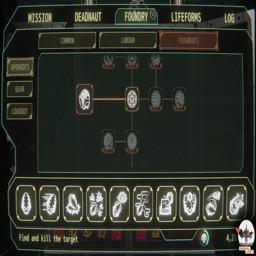 MISSION DEADNAUT FOUNDRY LIFEFORMS LOG
COMMON LABOUR FRAGMENTS
UPGRADES
GEAR
LOADOUT
Find and kill the target